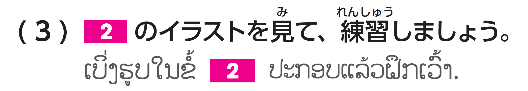 (3) 2 のイラストを見て、練習しましょう。
ເບິ່ງຮູບໃນຂໍ້ 2 ປະກອບແລ້ວຝຶກເວົ້າ.